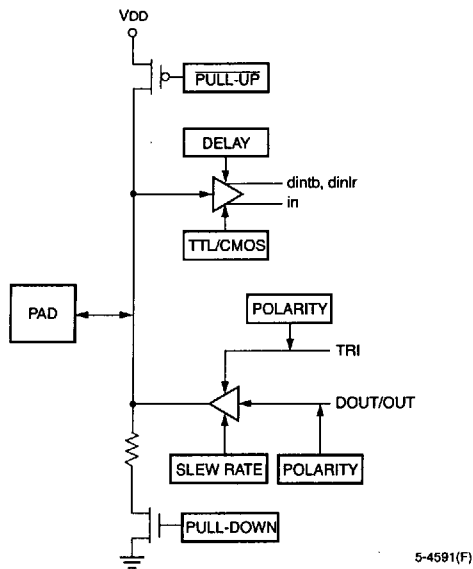 VDD
PULL-UP
DELAY
dintb, dinlr
in
TTL/CMOS
POLARITY
PAD
TRI
DOUT/OUT
SLEW RATE
POLARITY
PULL-DOWN
5-4591(F)